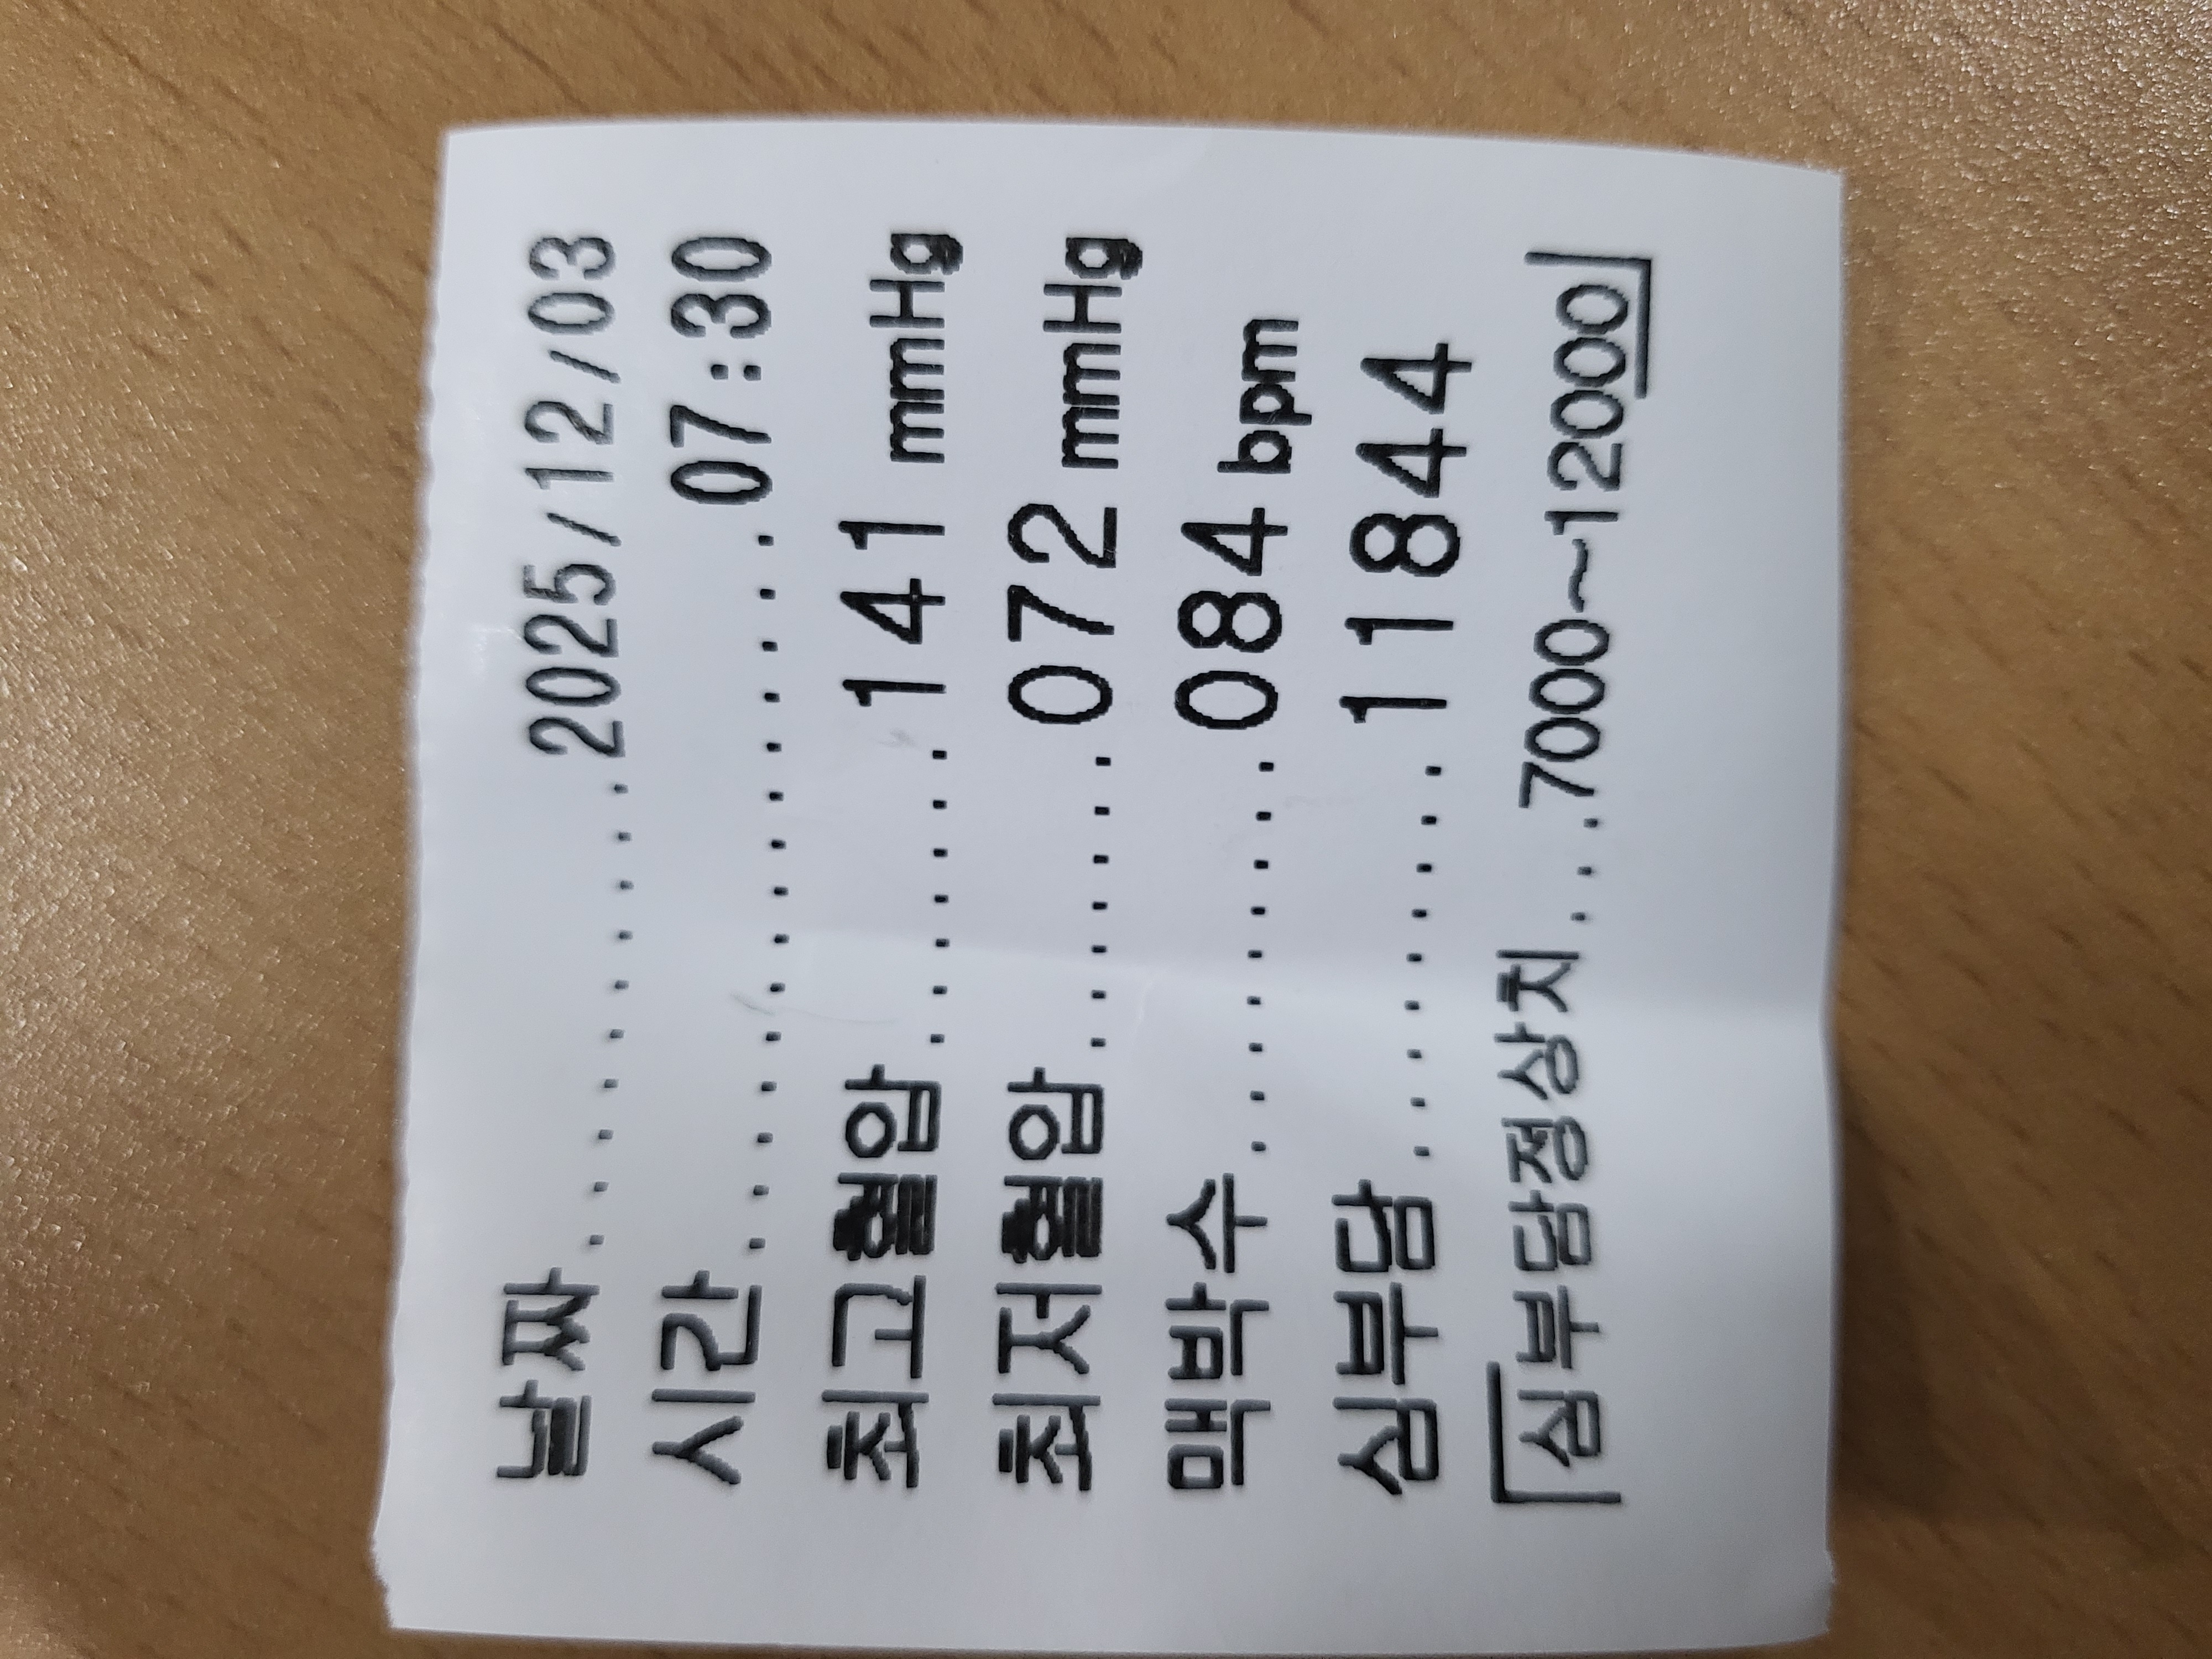 날짜..............2025/12/03
시간....................07:30
최고혈압.......141 mmHg
최저혈압.......072 mmHg
맥박수.........084 bpm
심부담.........11844
「심부담정상치...7000~12000」